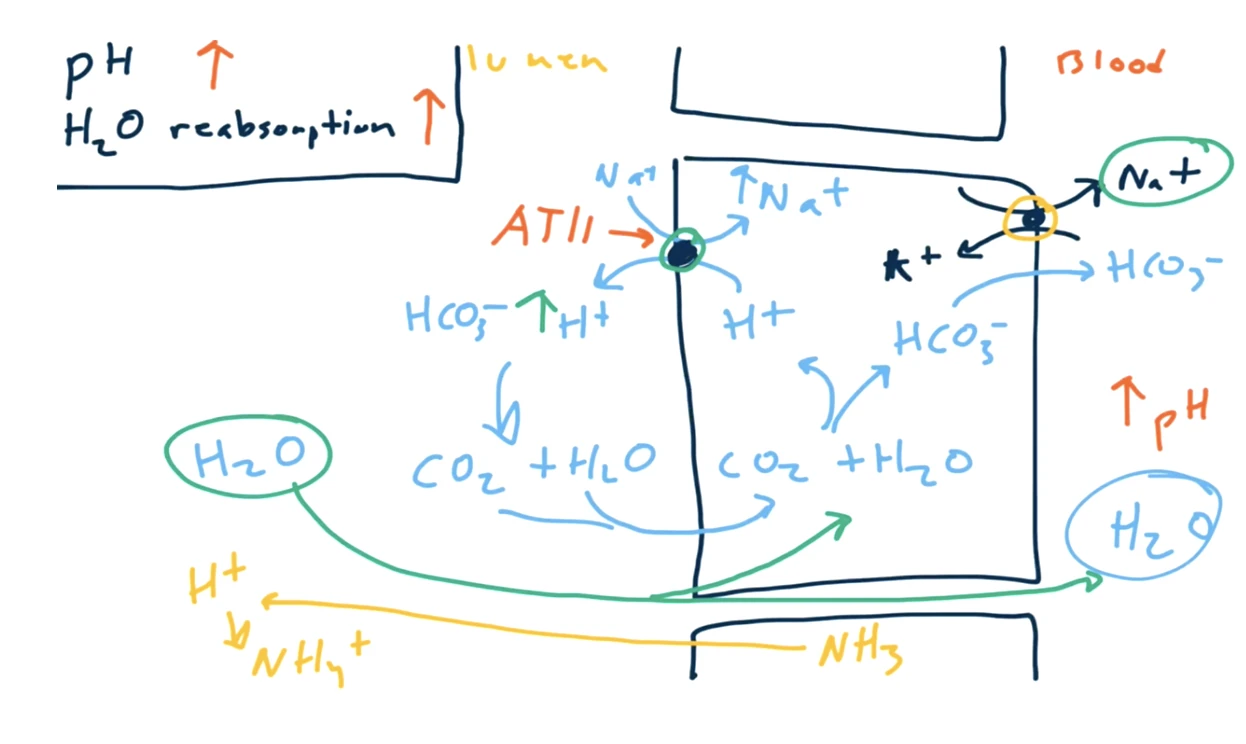 pH ↑
H₂O reabsorption ↑
lumen
Blood
Na+
↑Na+
Na+
ATII →
K+
HCO₃⁻
HCO₃⁻ ↑H+
H+
HCO₃⁻
↑pH
H₂O
CO₂ + H₂O
CO₂ + H₂O
H₂O
H+
NH₄+
NH₃